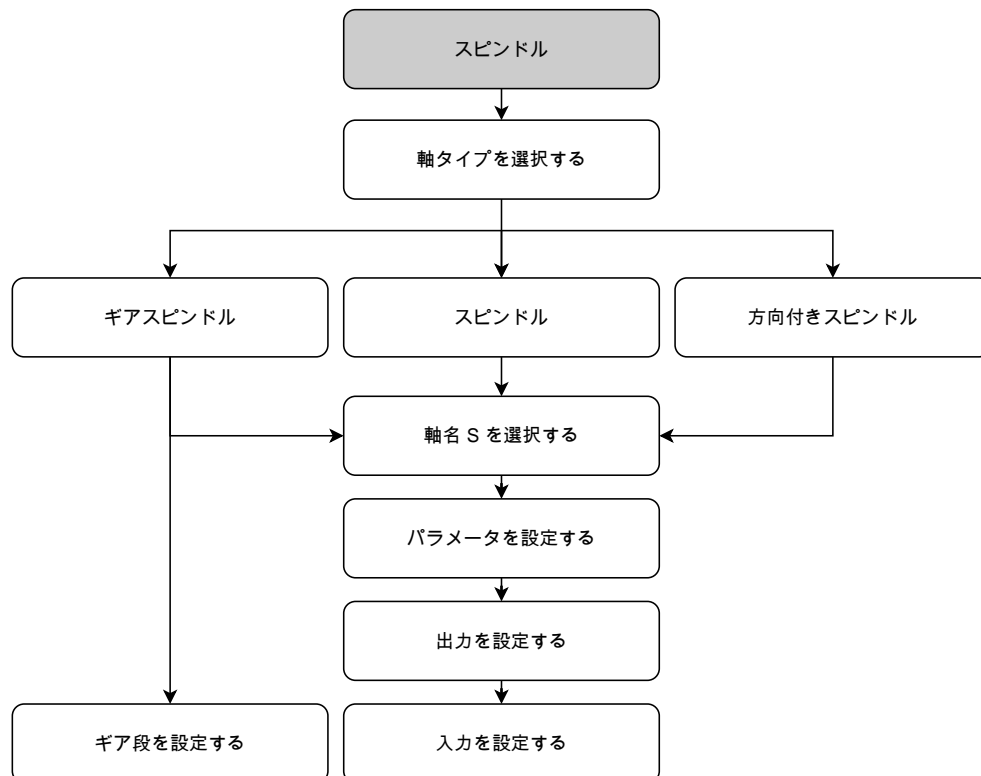 スピンドル
軸タイプを選択する
ギアスピンドル
スピンドル
方向付きスピンドル
軸名 S を選択する
パラメータを設定する
出力を設定する
ギア段を設定する
入力を設定する